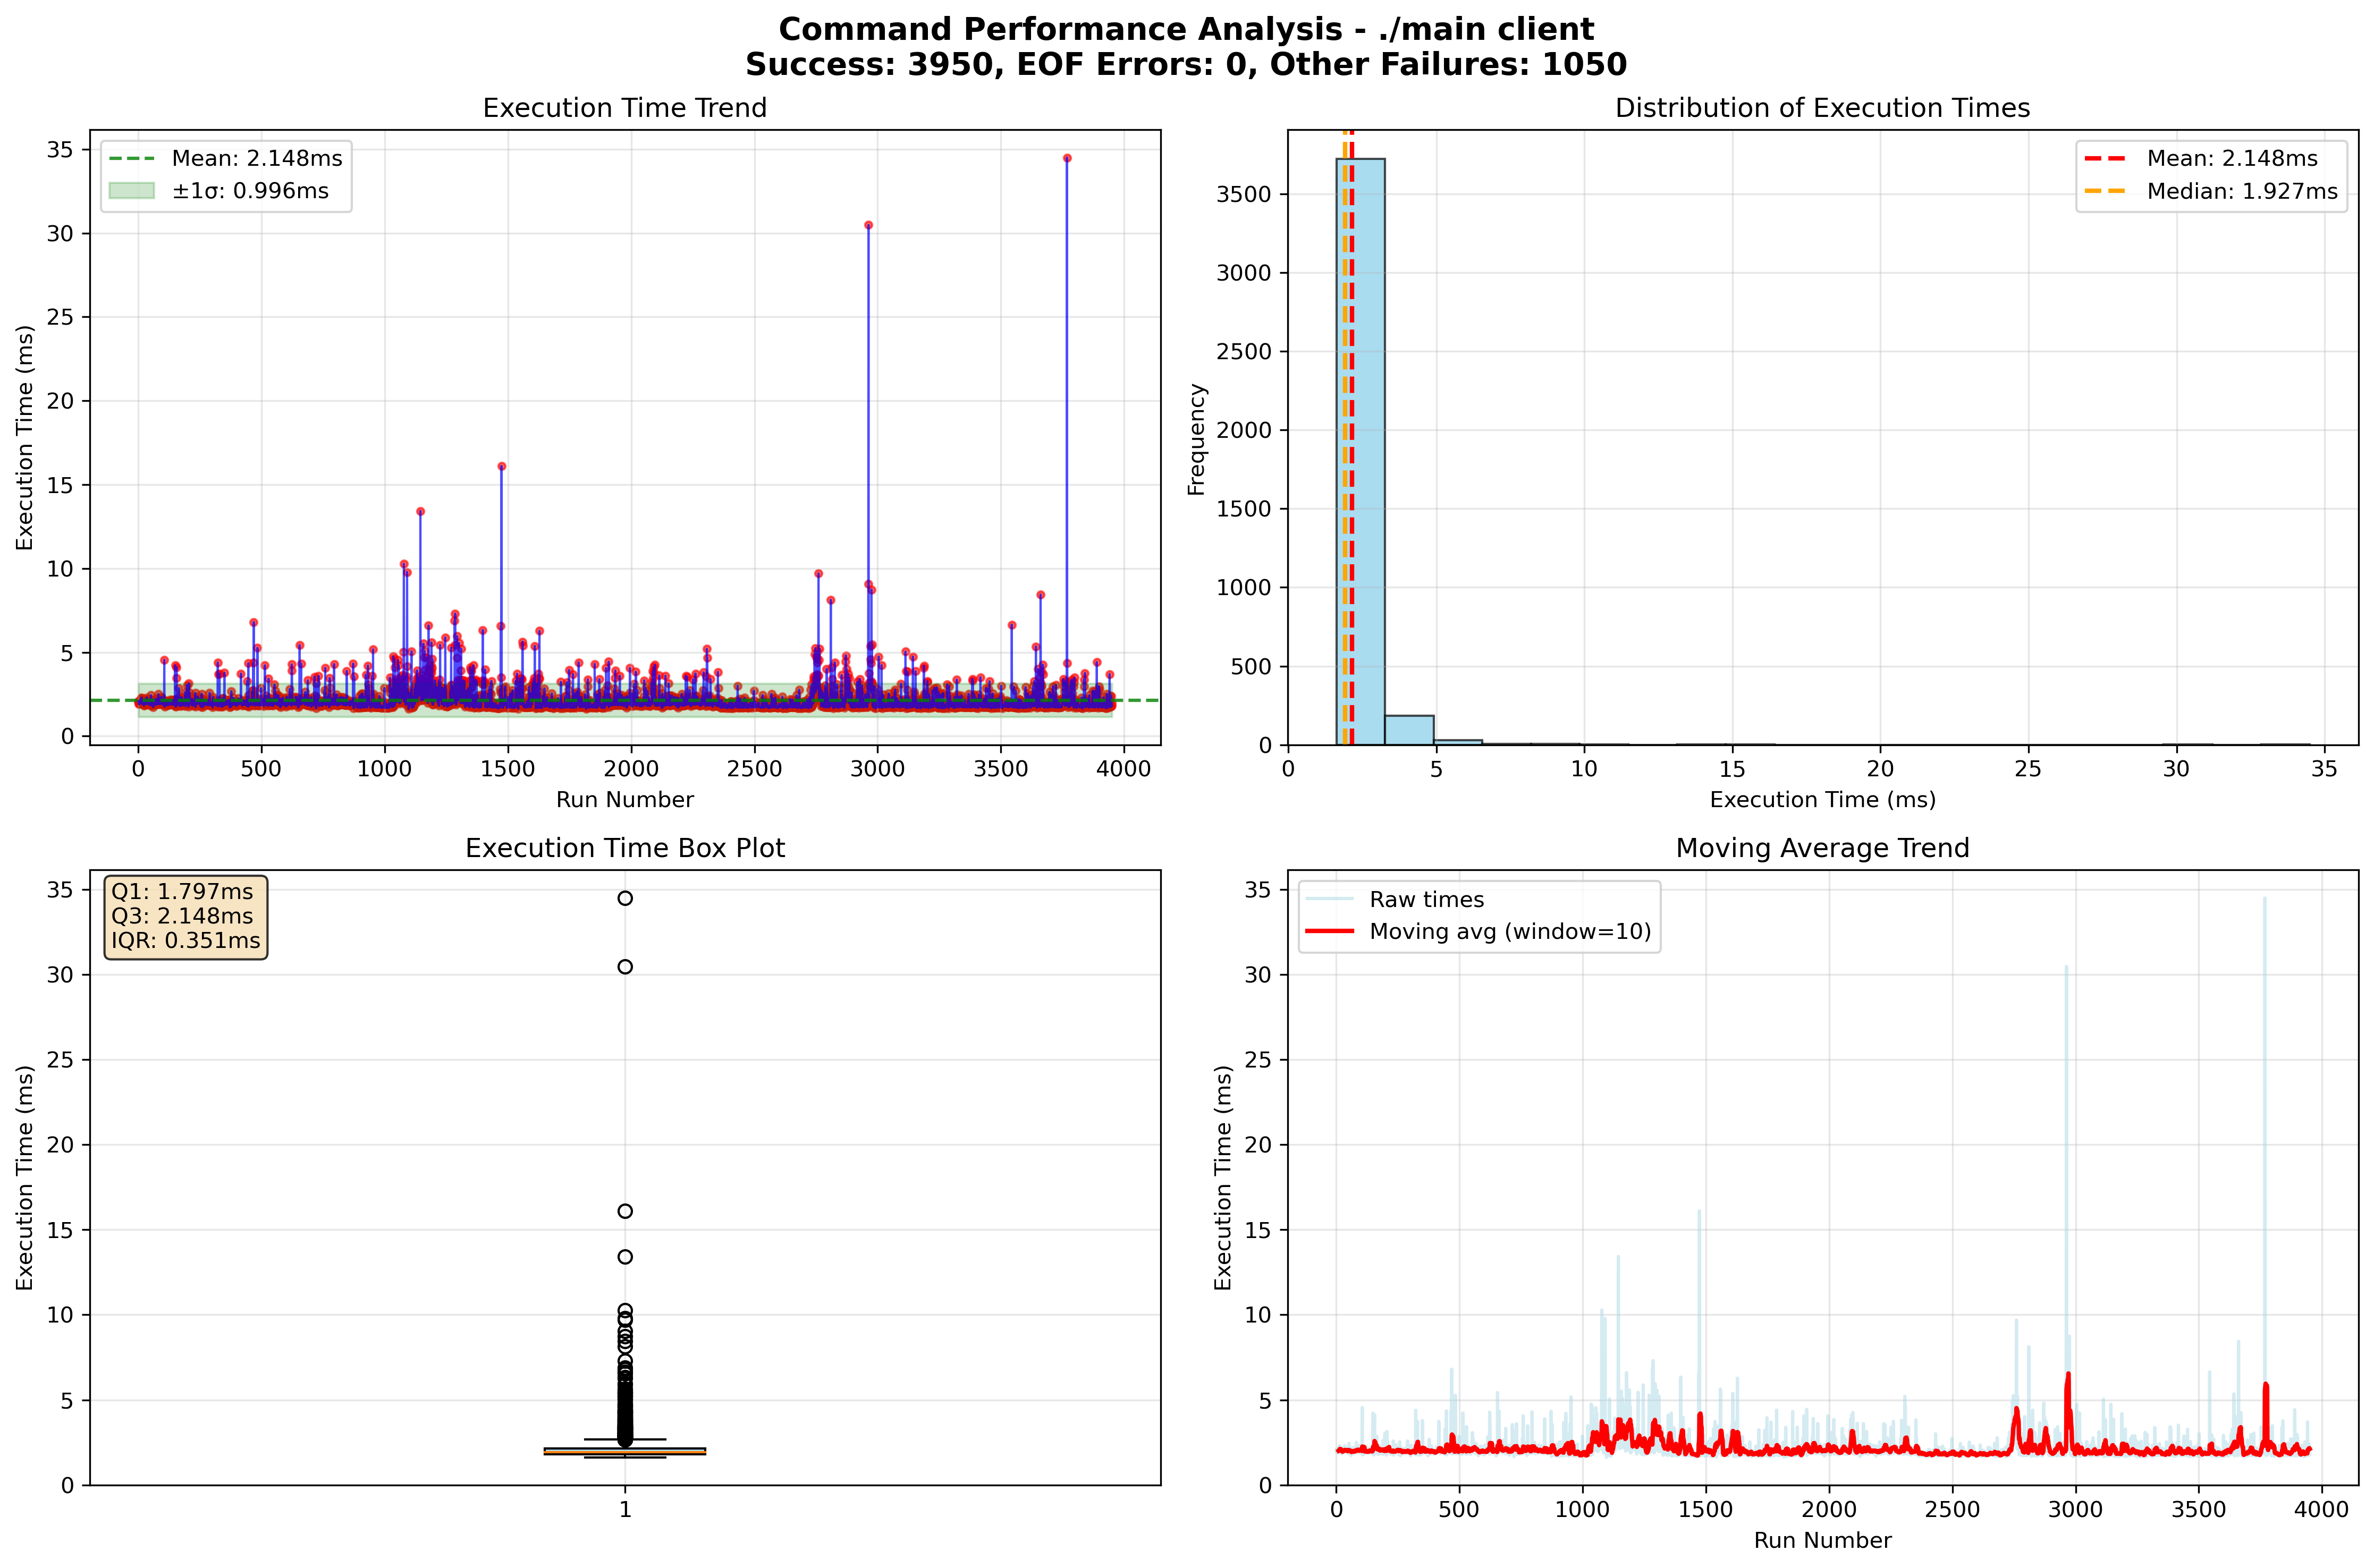 Command Performance Analysis - ./main client
Success: 3950, EOF Errors: 0, Other Failures: 1050
Execution Time Trend
Mean: 2.148ms
±1σ: 0.996ms
35
30
25
20
15
10
5
0
Execution Time (ms)
0 500 1000 1500 2000 2500 3000 3500 4000
Run Number
Distribution of Execution Times
Mean: 2.148ms
Median: 1.927ms
3500
3000
2500
2000
1500
1000
500
0
Frequency
0 5 10 15 20 25 30 35
Execution Time (ms)
Execution Time Box Plot
Q1: 1.797ms
Q3: 2.148ms
IQR: 0.351ms
35
30
25
20
15
10
5
0
Execution Time (ms)
1
Moving Average Trend
Raw times
Moving avg (window=10)
35
30
25
20
15
10
5
0
Execution Time (ms)
0 500 1000 1500 2000 2500 3000 3500 4000
Run Number